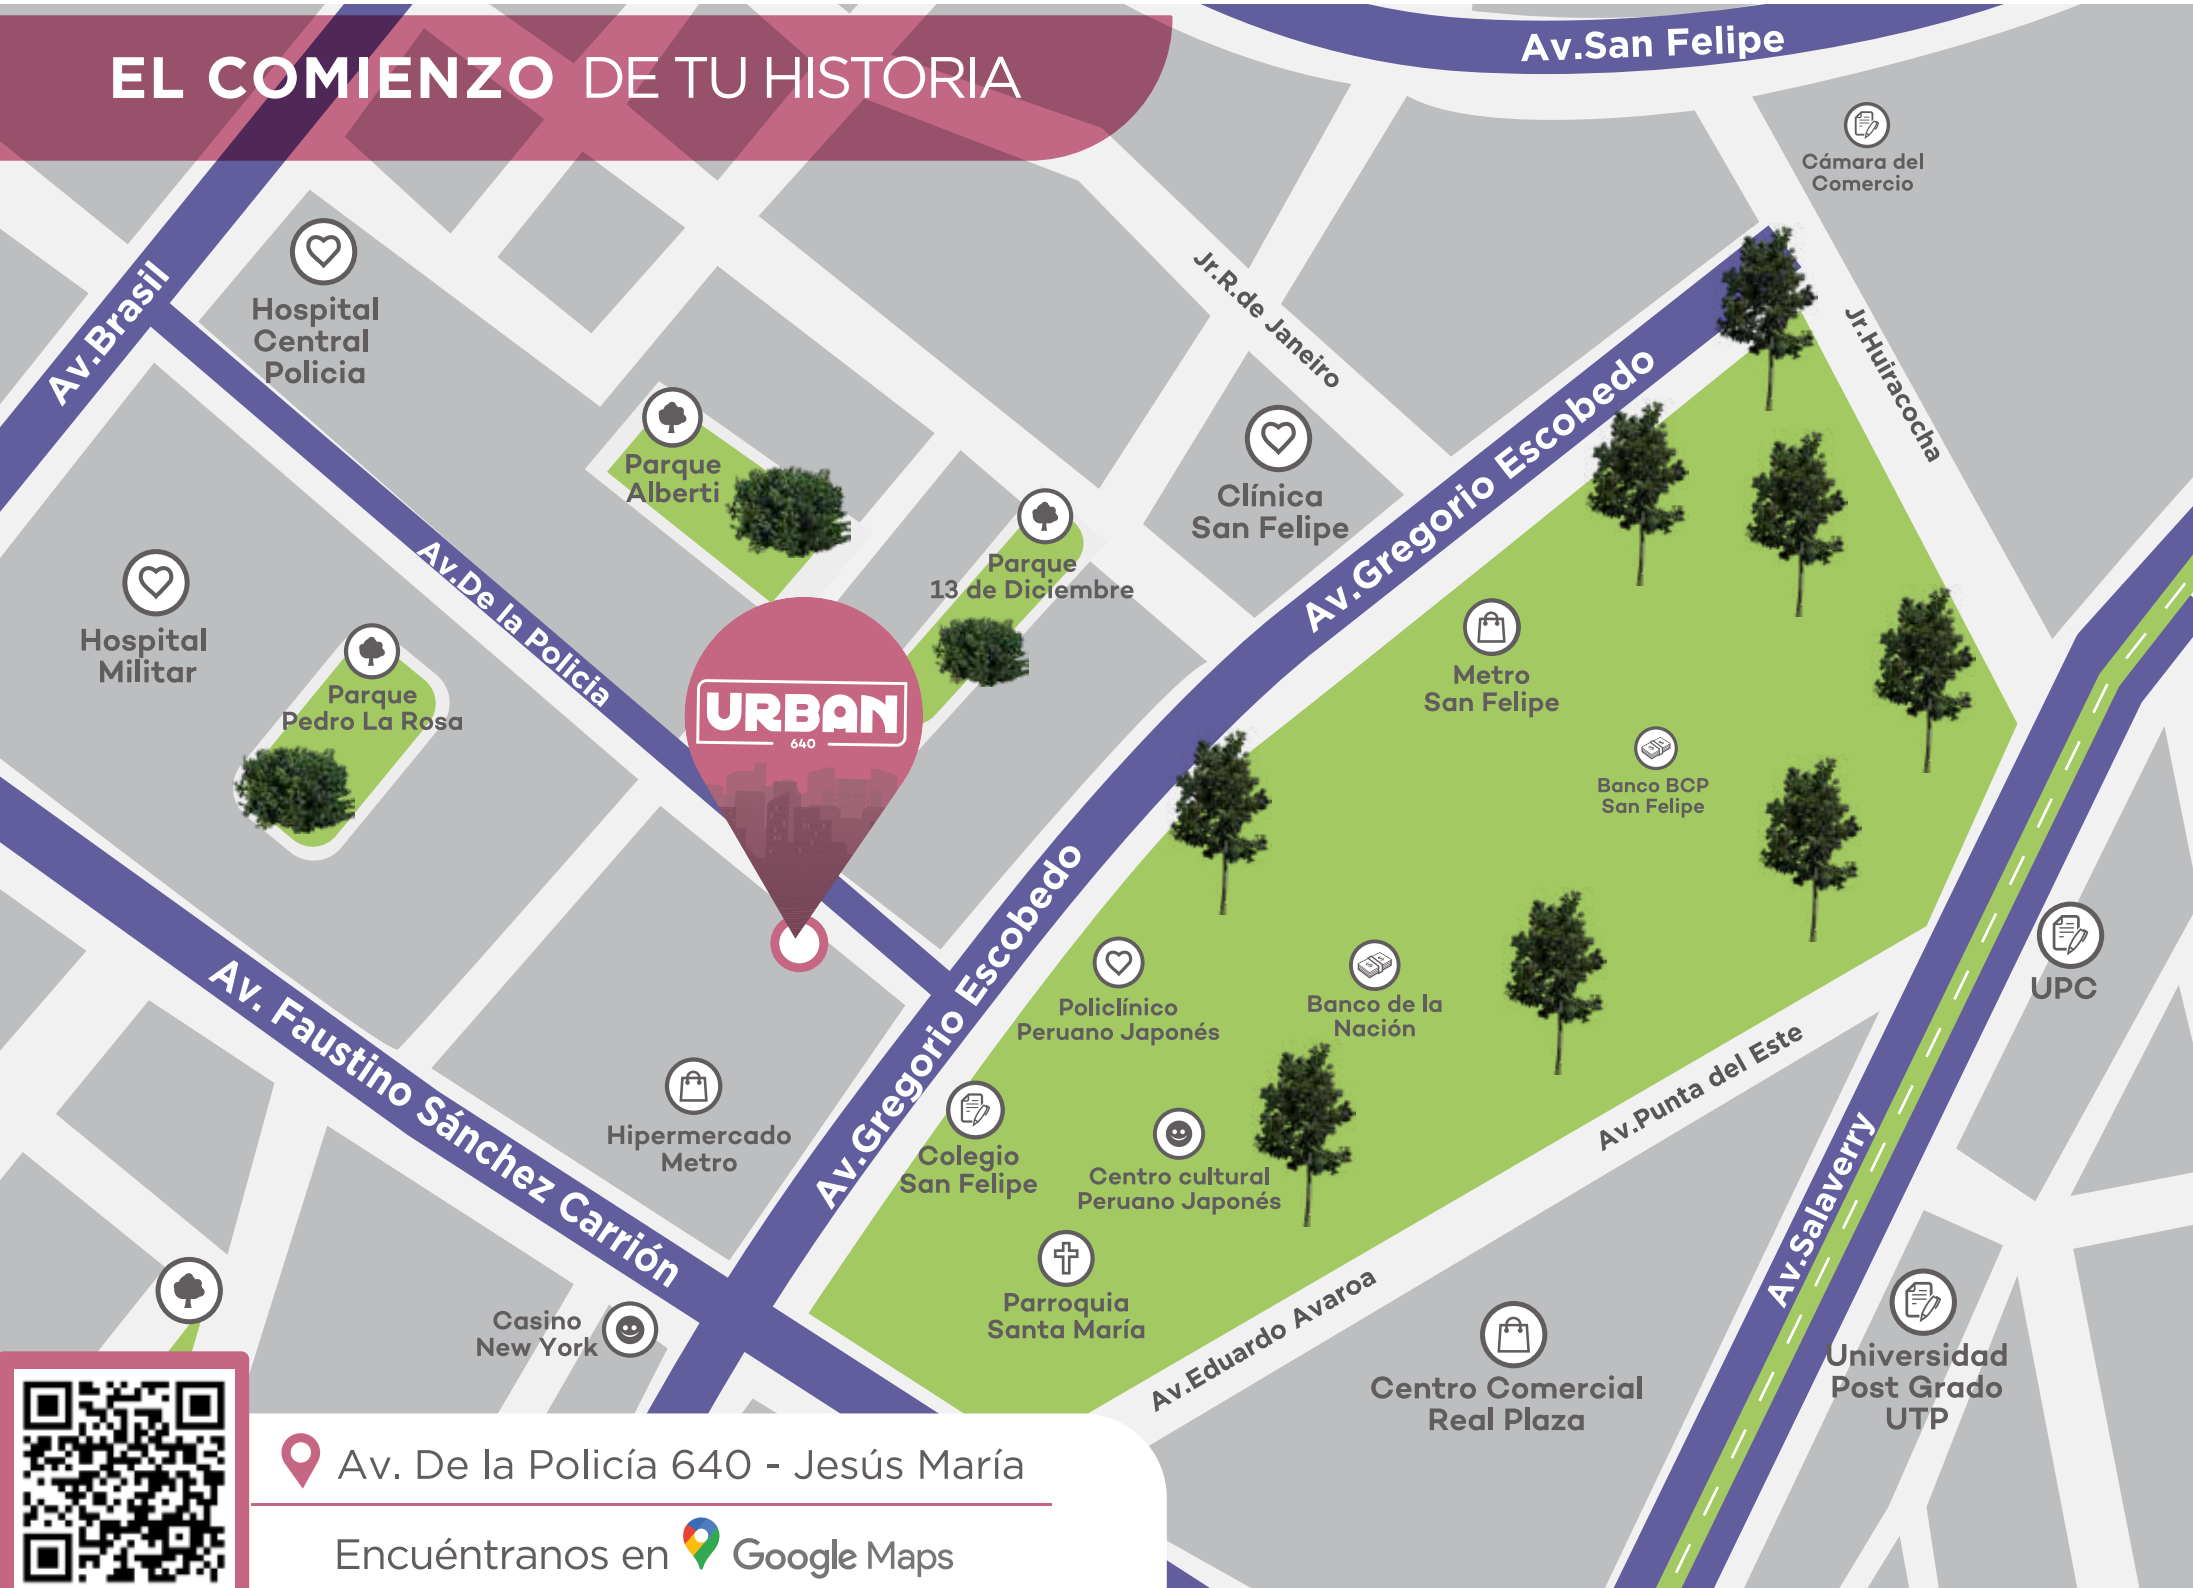 EL COMIENZO DE TU HISTORIA
Av.San Felipe
Cámara del
Comercio
Av.Brasil
Hospital
Central
Policia
Jr.R.de Janeiro
Jr.Huiracocha
Parque
Alberti
Clínica
San Felipe
Av.Gregorio Escobedo
Av.De la Policia
Parque
13 de Diciembre
Hospital
Militar
Parque
Pedro La Rosa
URBAN
640
Metro
San Felipe
Banco BCP
San Felipe
Av.Gregorio Escobedo
Av. Faustino Sánchez Carrión
Policlínico
Peruano Japonés
Banco de la
Nación
UPC
Av.Punta del Este
Hipermercado
Metro
Colegio
San Felipe
Centro cultural
Peruano Japonés
Av.Salaverry
Parroquia
Santa María
Av.Eduardo Avaroa
Casino
New York
Centro Comercial
Real Plaza
Universidad
Post Grado
UTP
Av. De la Policía 640 - Jesús María
Encuéntranos en Google Maps